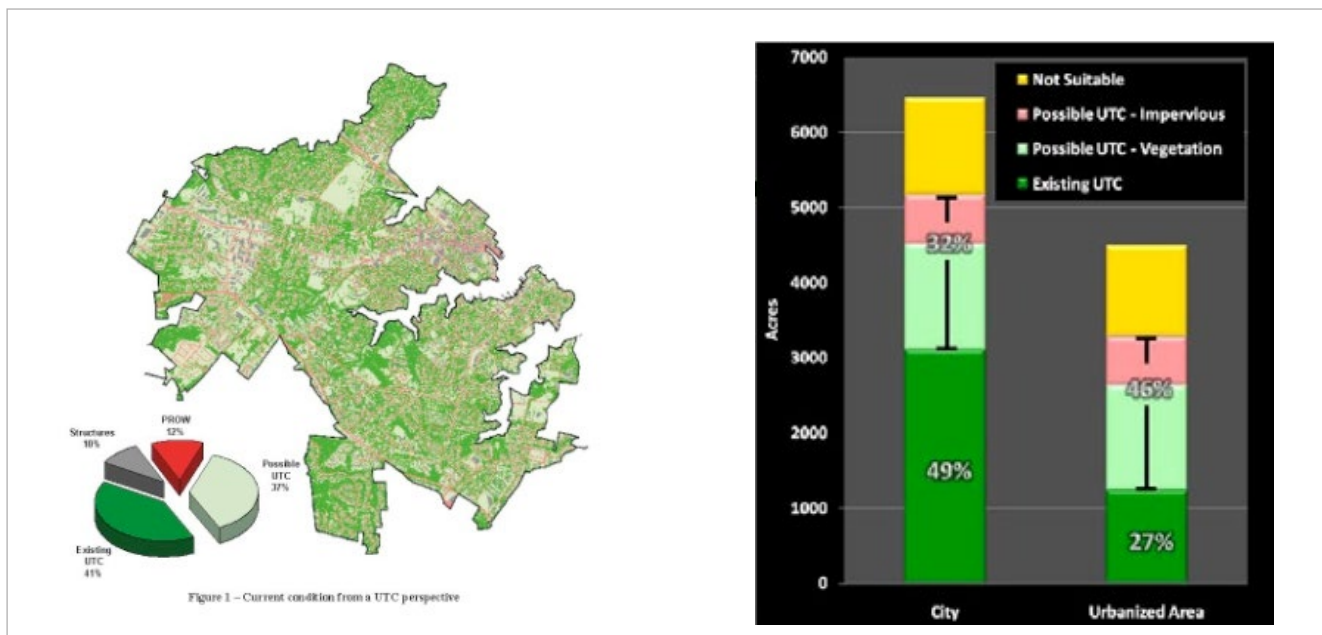 PROW
12%
Structures
10%
Possible
UTC
37%
Existing
UTC
41%
Figure 1 – Current condition from a UTC perspective
7000
6000
5000
4000
3000
2000
1000
0
Acres
Not Suitable
Possible UTC - Impervious
Possible UTC - Vegetation
Existing UTC
32%
49%
46%
27%
City
Urbanized Area